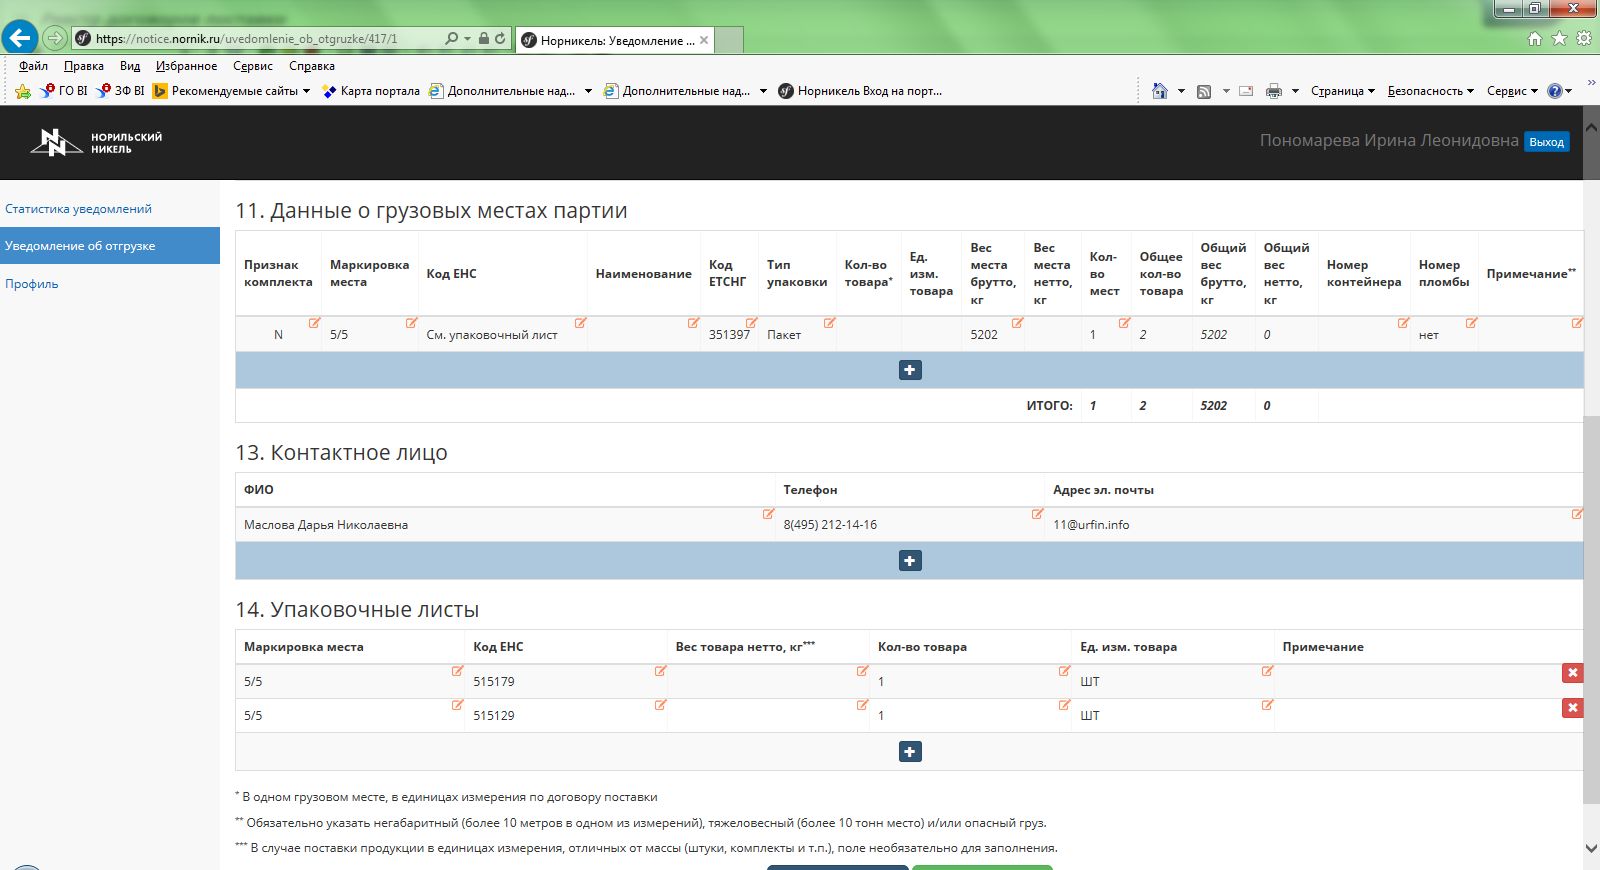 https://notice.nornik.ru/uvedomlenie_ob_otgruzke/417/1
Норникель: Уведомление ...
Файл Правка Вид Избранное Сервис Справка
ГО BI ЗФ BI Рекомендуемые сайты Карта портала Дополнительные над... Дополнительные над... Норникель Вход на порт... Страница Безопасность Сервис
НОРИЛЬСКИЙ
НИКЕЛЬ
Пономарева Ирина Леонидовна Выход
Статистика уведомлений
Уведомление об отгрузке
Профиль
11. Данные о грузовых местах партии
Признак комплекта Маркировка места Код ЕНС Наименование Код ЕТСНГ Тип упаковки Кол-во товара* Ед. изм. товара Вес места брутто, кг Вес места нетто, кг Кол-во мест Общее кол-во товара Общий вес брутто, кг Общий вес нетто, кг Номер контейнера Номер пломбы Примечание**
N 5/5 См. упаковочный лист 351397 Пакет 5202 1 2 5202 0 нет
ИТОГО: 1 2 5202 0
13. Контактное лицо
ФИО Телефон Адрес эл. почты
Маслова Дарья Николаевна 8(495) 212-14-16 11@urfin.info
14. Упаковочные листы
Маркировка места Код ЕНС Вес товара нетто, кг*** Кол-во товара Ед. изм. товара Примечание
5/5 515179 1 ШТ
5/5 515129 1 ШТ
* В одном грузовом месте, в единицах измерения по договору поставки
** Обязательно указать негабаритный (более 10 метров в одном из измерений), тяжеловесный (более 10 тонн место) и/или опасный груз.
*** В случае поставки продукции в единицах измерения, отличных от массы (штуки, комплекты и т.п.), поле необязательно для заполнения.